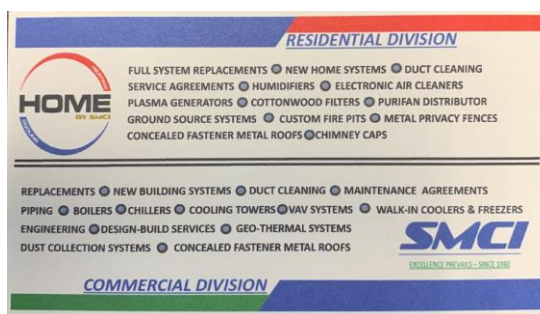 RESIDENTIAL DIVISION
HEATING
HOME
BY SMCI
COOLING
FULL SYSTEM REPLACEMENTS NEW HOME SYSTEMS DUCT CLEANING
SERVICE AGREEMENTS HUMIDIFIERS ELECTRONIC AIR CLEANERS
PLASMA GENERATORS COTTONWOOD FILTERS PURIFAN DISTRIBUTOR
GROUND SOURCE SYSTEMS CUSTOM FIRE PITS METAL PRIVACY FENCES
CONCEALED FASTENER METAL ROOFS CHIMNEY CAPS
REPLACEMENTS NEW BUILDING SYSTEMS DUCT CLEANING MAINTENANCE AGREEMENTS
PIPING BOILERS CHILLERS COOLING TOWERS VAV SYSTEMS WALK-IN COOLERS & FREEZERS
ENGINEERING DESIGN-BUILD SERVICES GEO-THERMAL SYSTEMS
DUST COLLECTION SYSTEMS CONCEALED FASTENER METAL ROOFS
SMCI
EXCELLENCE PREVAILS – SINCE 1980
COMMERCIAL DIVISION